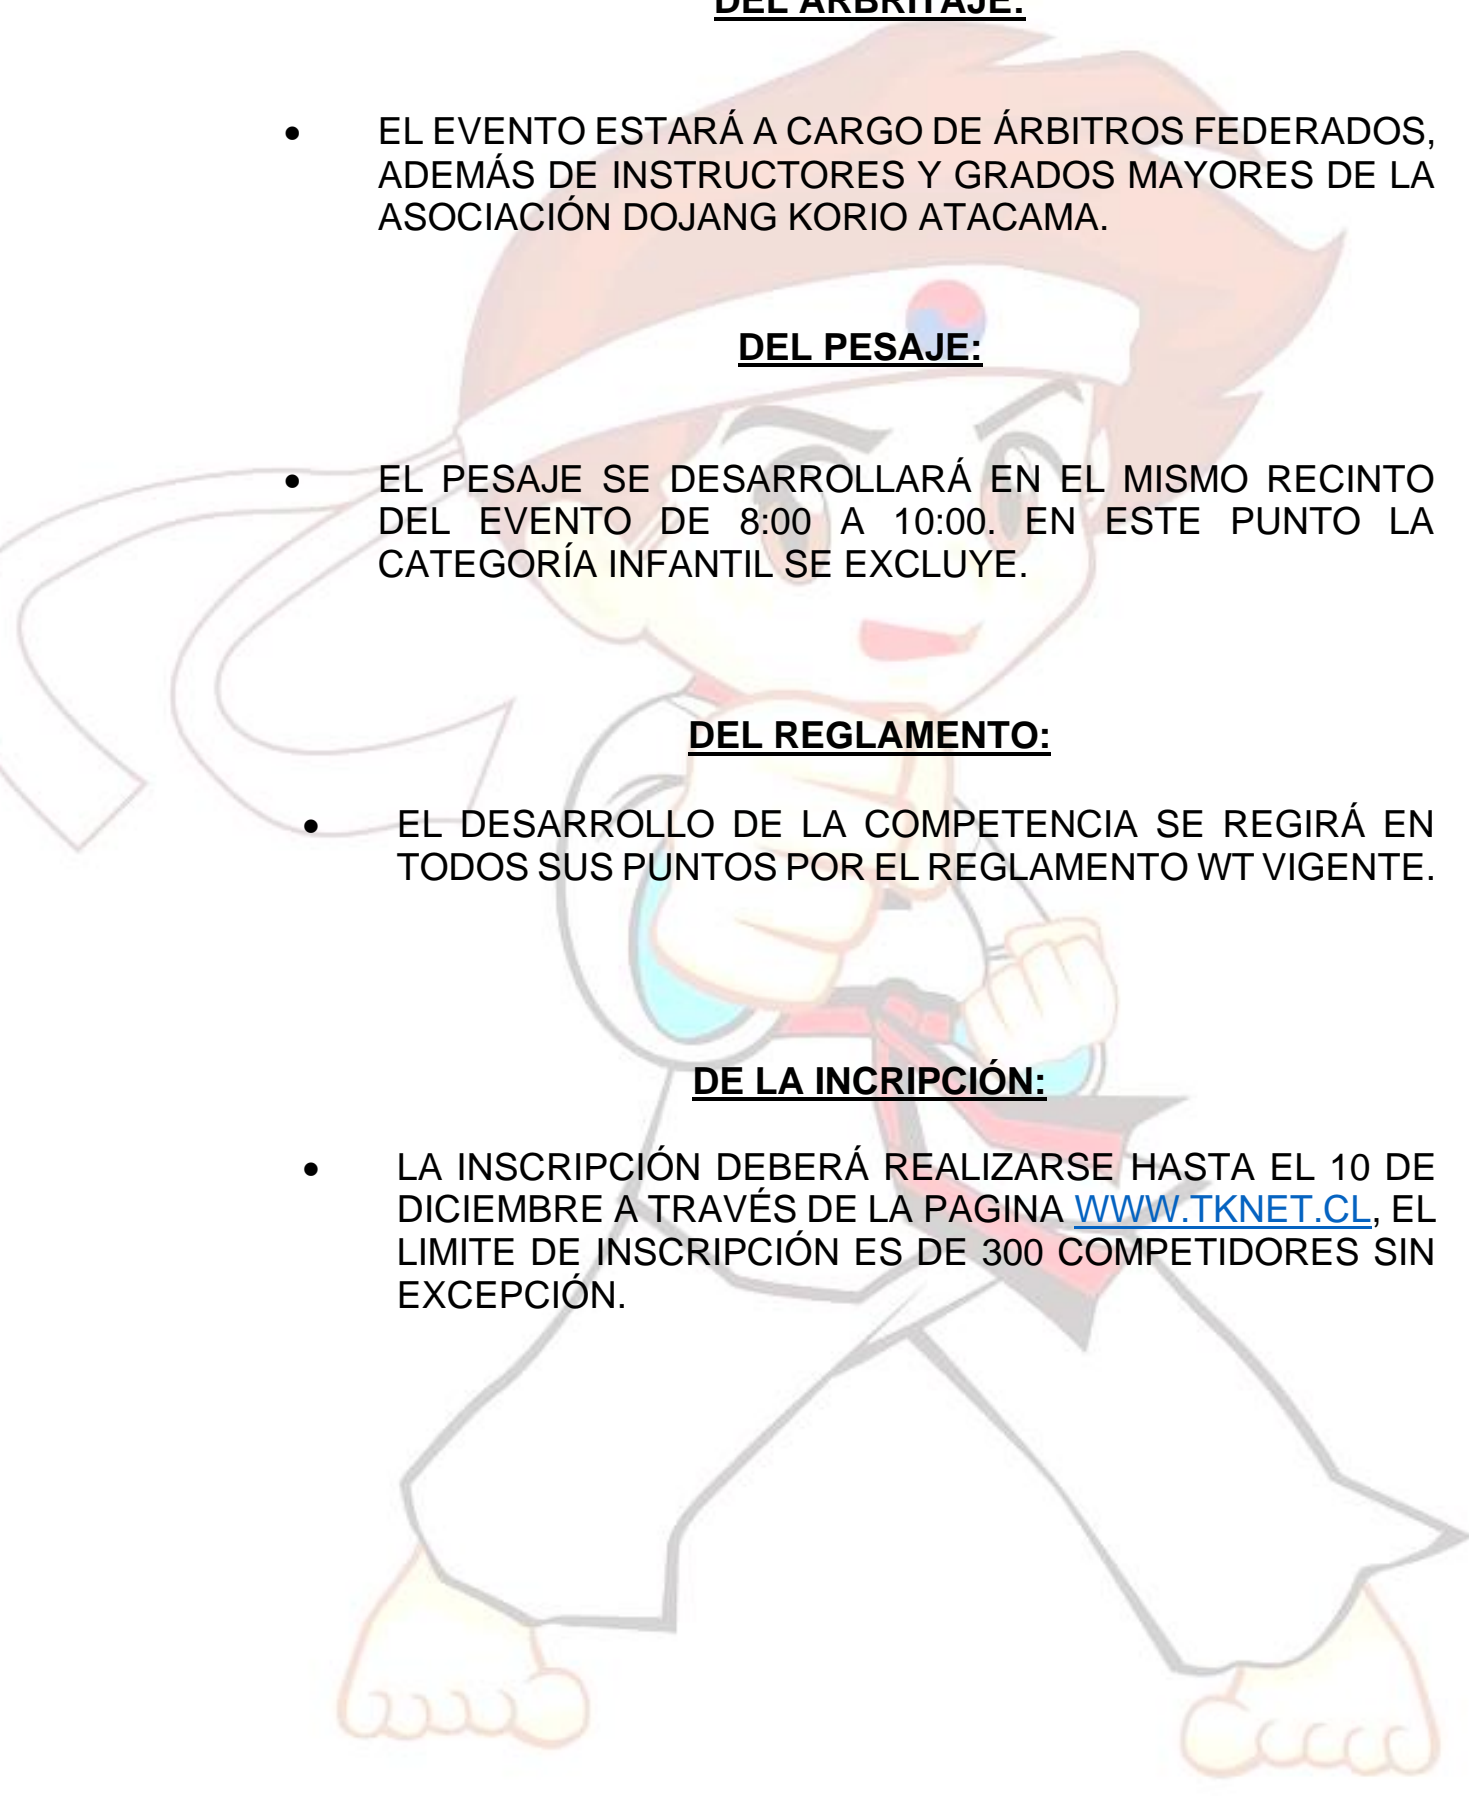 DEL ARBRITAJE:
• EL EVENTO ESTARÁ A CARGO DE ÁRBITROS FEDERADOS,
ADEMÁS DE INSTRUCTORES Y GRADOS MAYORES DE LA
ASOCIACIÓN DOJANG KORIO ATACAMA.
DEL PESAJE:
• EL PESAJE SE DESARROLLARÁ EN EL MISMO RECINTO
DEL EVENTO DE 8:00 A 10:00. EN ESTE PUNTO LA
CATEGORÍA INFANTIL SE EXCLUYE.
DEL REGLAMENTO:
• EL DESARROLLO DE LA COMPETENCIA SE REGIRÁ EN
TODOS SUS PUNTOS POR EL REGLAMENTO WT VIGENTE.
DE LA INCRIPCIÓN:
• LA INSCRIPCIÓN DEBERÁ REALIZARSE HASTA EL 10 DE
DICIEMBRE A TRAVÉS DE LA PAGINA WWW.TKNET.CL, EL
LIMITE DE INSCRIPCIÓN ES DE 300 COMPETIDORES SIN
EXCEPCIÓN.